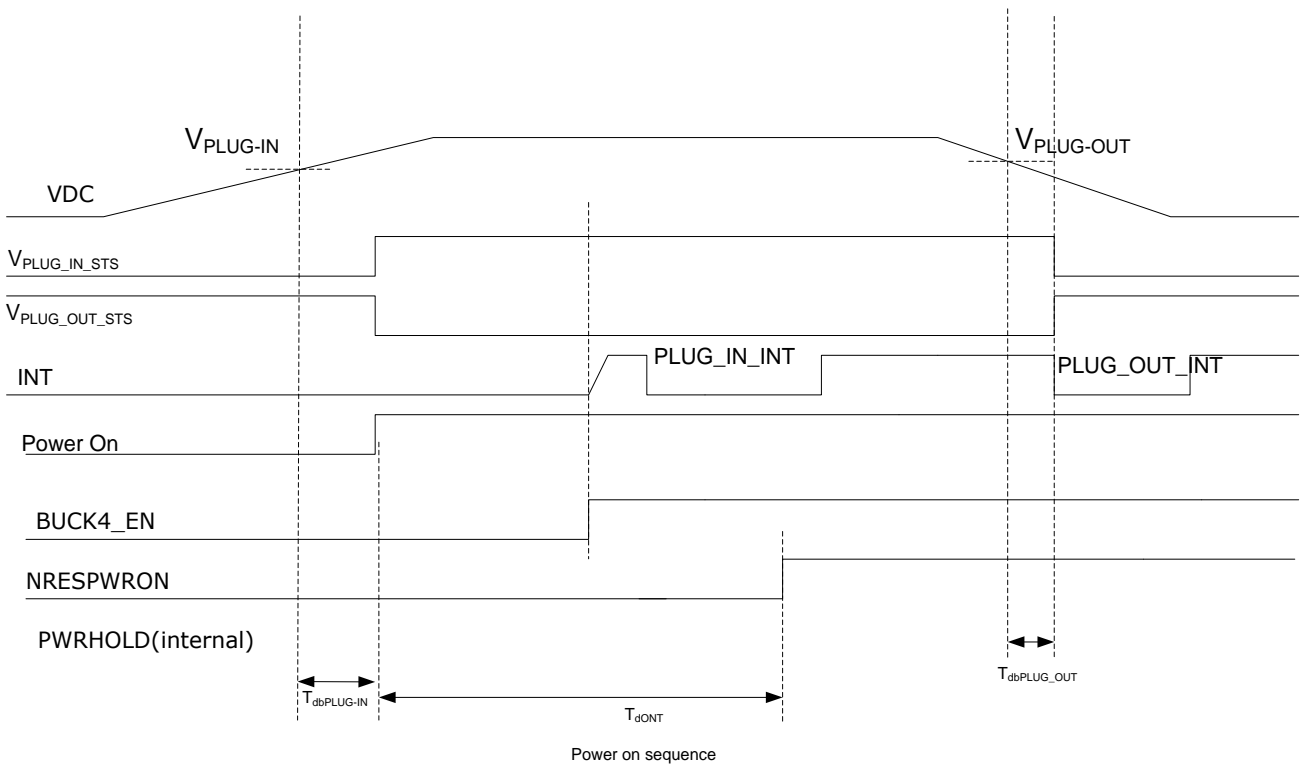 VPLUG-IN
VPLUG-OUT
VDC
VPLUG_IN_STS
VPLUG_OUT_STS
PLUG_IN_INT
PLUG_OUT_INT
INT
Power On
BUCK4_EN
NRESPWRON
PWRHOLD(internal)
TdbPLUG-IN
TdbPLUG_OUT
TdONT
Power on sequence